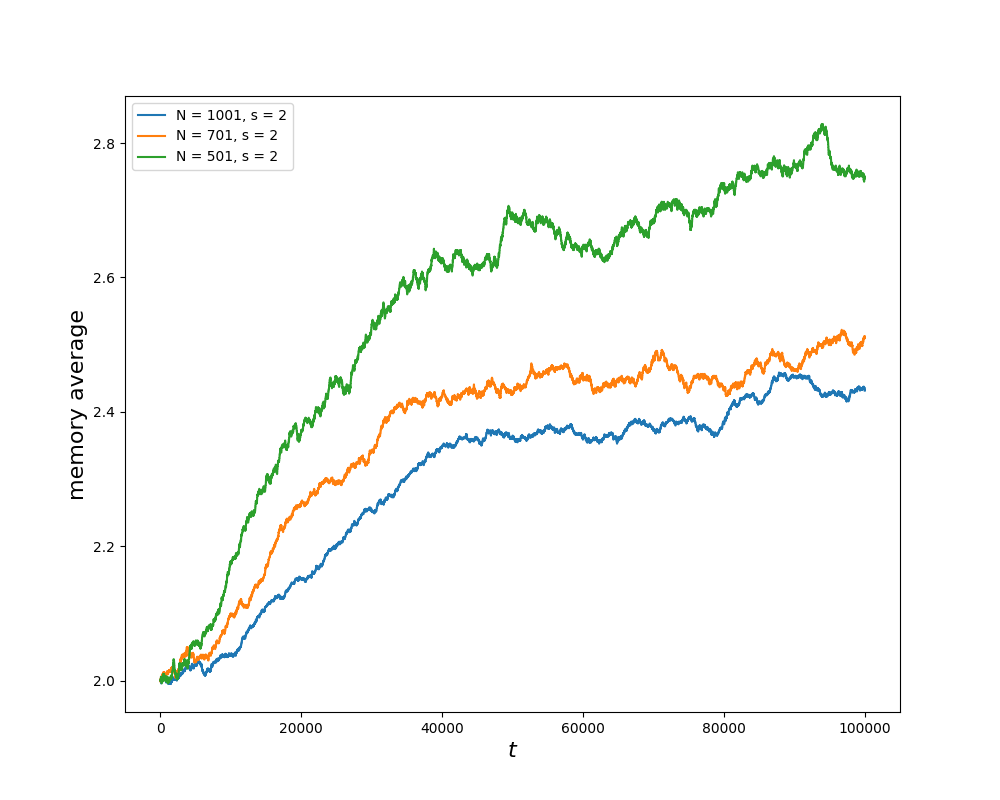 N = 1001, s = 2
N = 701, s = 2
N = 501, s = 2
memory average
2.8
2.6
2.4
2.2
2.0
0
20000
40000
60000
80000
100000
t